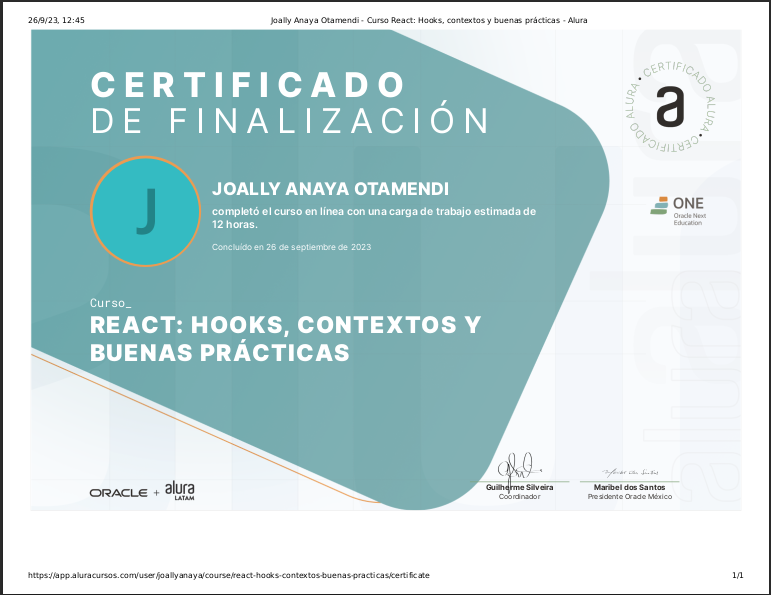 26/9/23, 12:45
Joally Anaya Otamendi - Curso React: Hooks, contextos y buenas prácticas - Alura
CERTIFICADO
DE FINALIZACIÓN
CERTIFICADO ALURA • CERTIFICADO ALURA •
a
J
JOALLY ANAYA OTAMENDI
completó el curso en línea con una carga de trabajo estimada de
12 horas.
Concluído en 26 de septiembre de 2023
ONE
Oracle Next
Education
Curso_
REACT: HOOKS, CONTEXTOS Y
BUENAS PRÁCTICAS
ORACLE + alura
LATAM
Guilherme Silveira
Coordinador
Maribel dos Santos
Presidente Oracle México
alura
https://app.aluracursos.com/user/joallyanaya/course/react-hooks-contextos-buenas-practicas/certificate
1/1